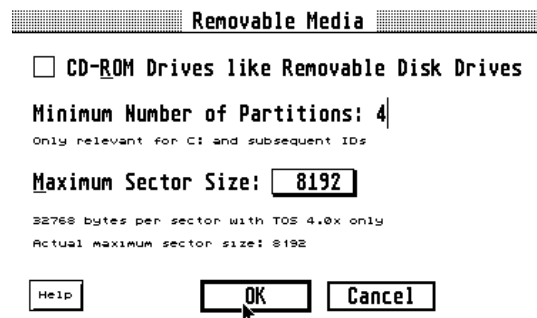 Removable Media
CD-ROM Drives like Removable Disk Drives
Minimum Number of Partitions: 4
Only relevant for C: and subsequent IDs
Maximum Sector Size: 8192
32768 bytes per sector with TOS 4.0x only
Actual maximum sector size: 8192
Help OK Cancel